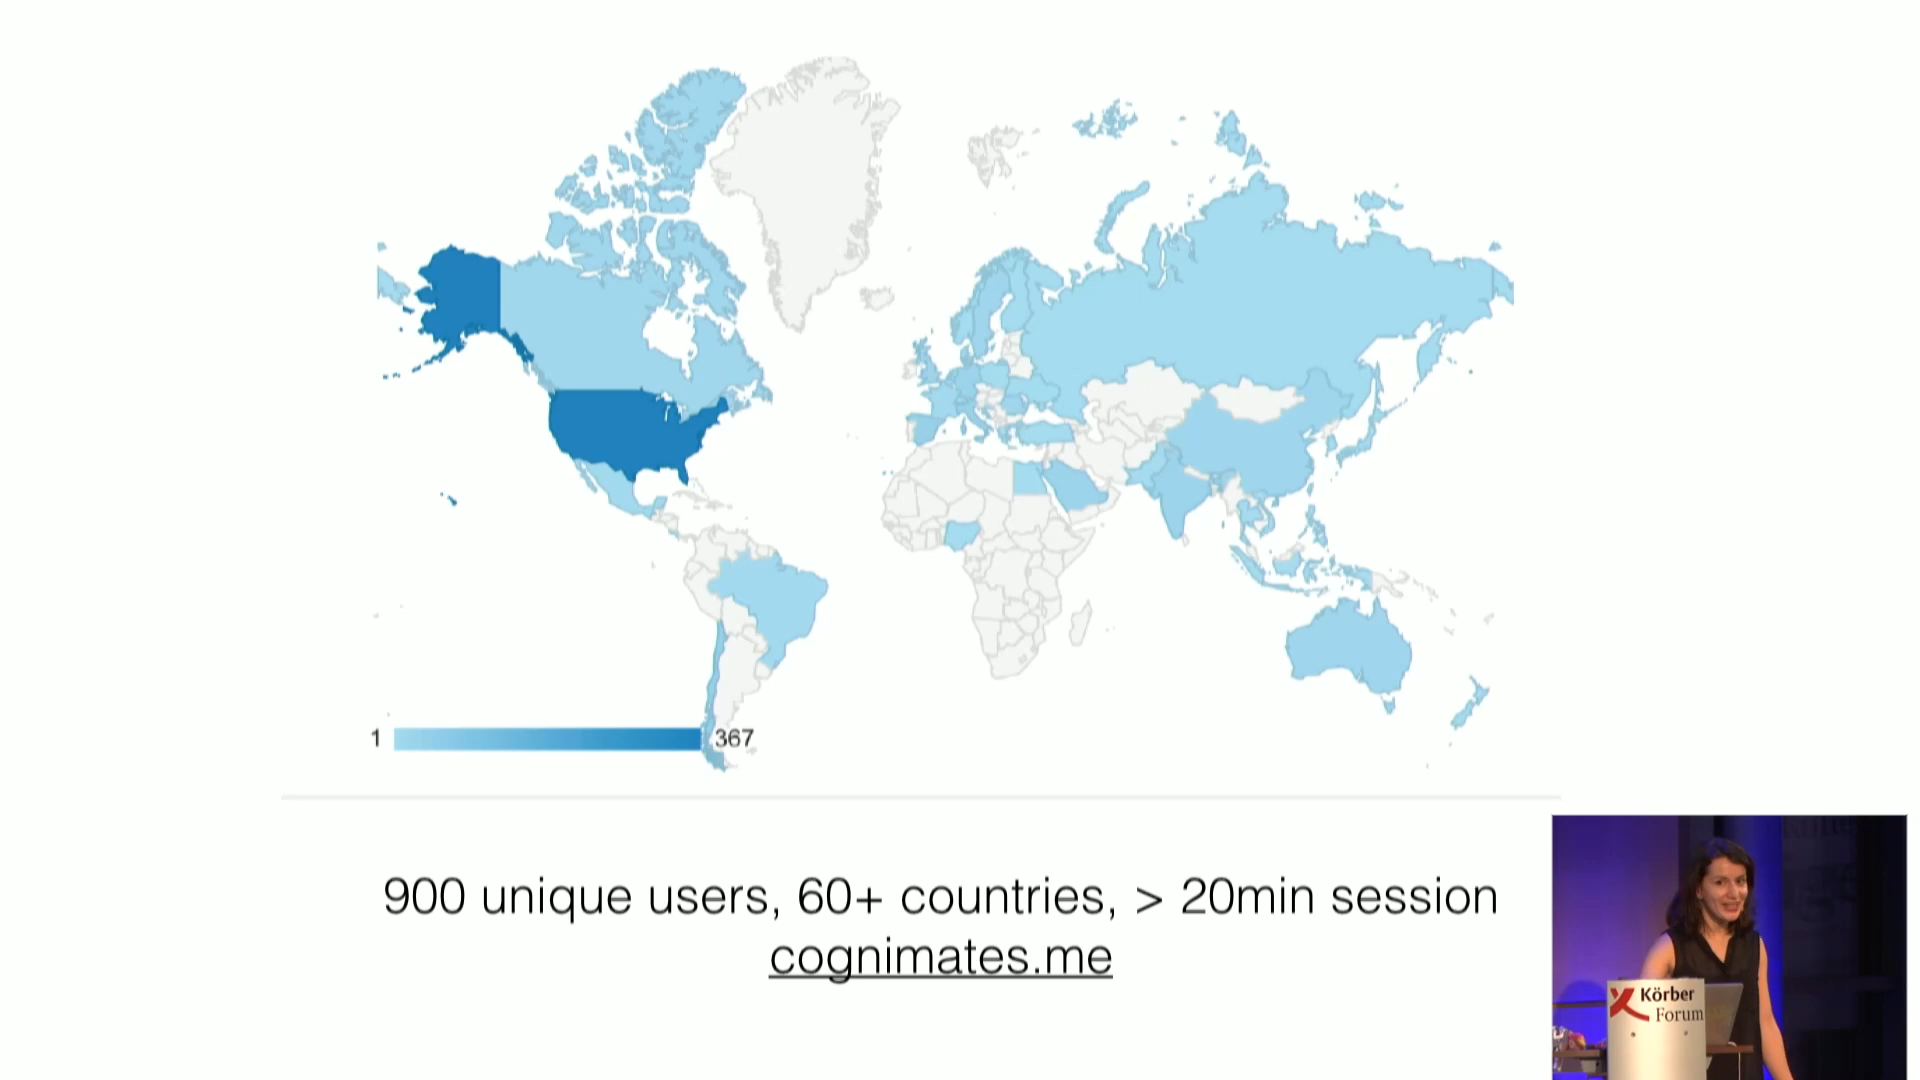 1
367
900 unique users, 60+ countries, > 20min session
cognimates.me
Körber
Forum